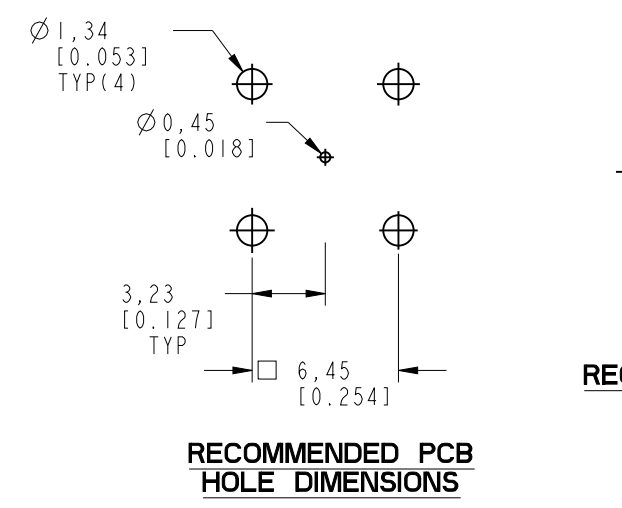 Ø1,34
[0.053]
TYP(4)
Ø0,45
[0.018]
3,23
[0.127]
TYP
□ 6,45
[0.254]
RECOMMENDED PCB
HOLE DIMENSIONS